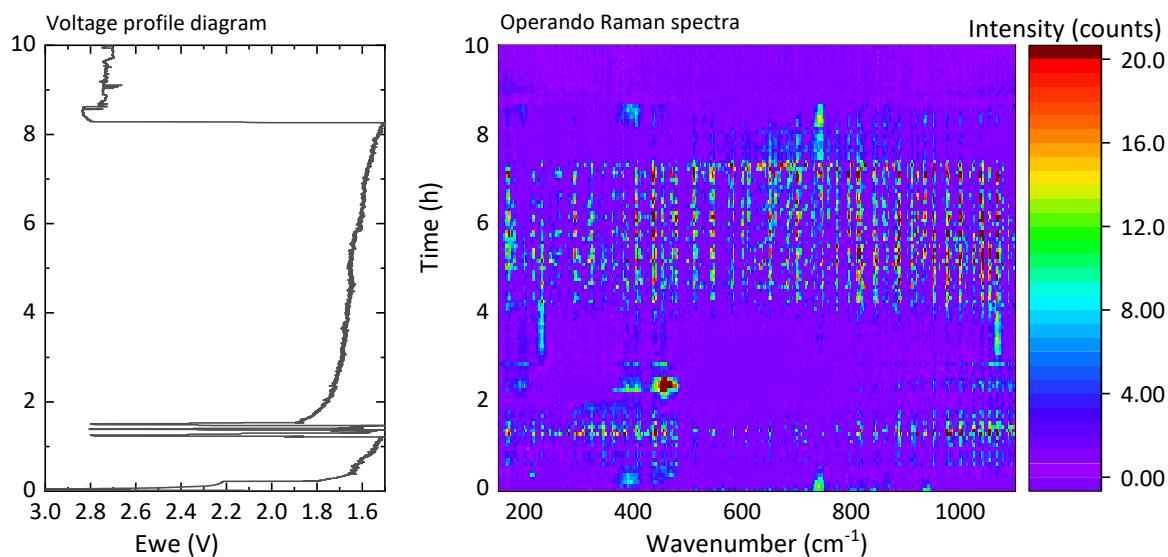 Voltage profile diagram
Operando Raman spectra
Intensity (counts)
10
8
6
4
2
0
3.0 2.8 2.6 2.4 2.2 2.0 1.8 1.6
Ewe (V)
Time (h)
10
8
6
4
2
0
200 400 600 800 1000
Wavenumber (cm⁻¹)
20.0
16.0
12.0
8.00
4.00
0.00